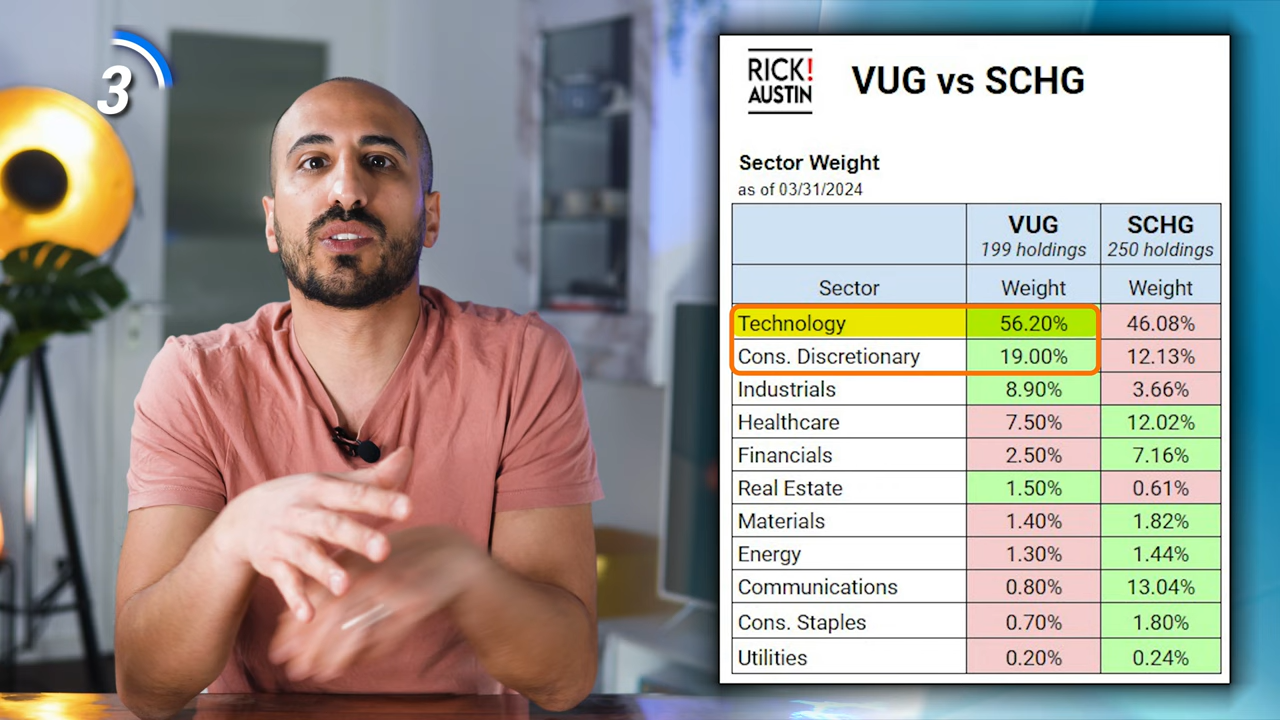 3
RICK!
AUSTIN
VUG vs SCHG
Sector Weight
as of 03/31/2024
VUG SCHG
199 holdings 250 holdings
Sector Weight Weight
Technology 56.20% 46.08%
Cons. Discretionary 19.00% 12.13%
Industrials 8.90% 3.66%
Healthcare 7.50% 12.02%
Financials 2.50% 7.16%
Real Estate 1.50% 0.61%
Materials 1.40% 1.82%
Energy 1.30% 1.44%
Communications 0.80% 13.04%
Cons. Staples 0.70% 1.80%
Utilities 0.20% 0.24%